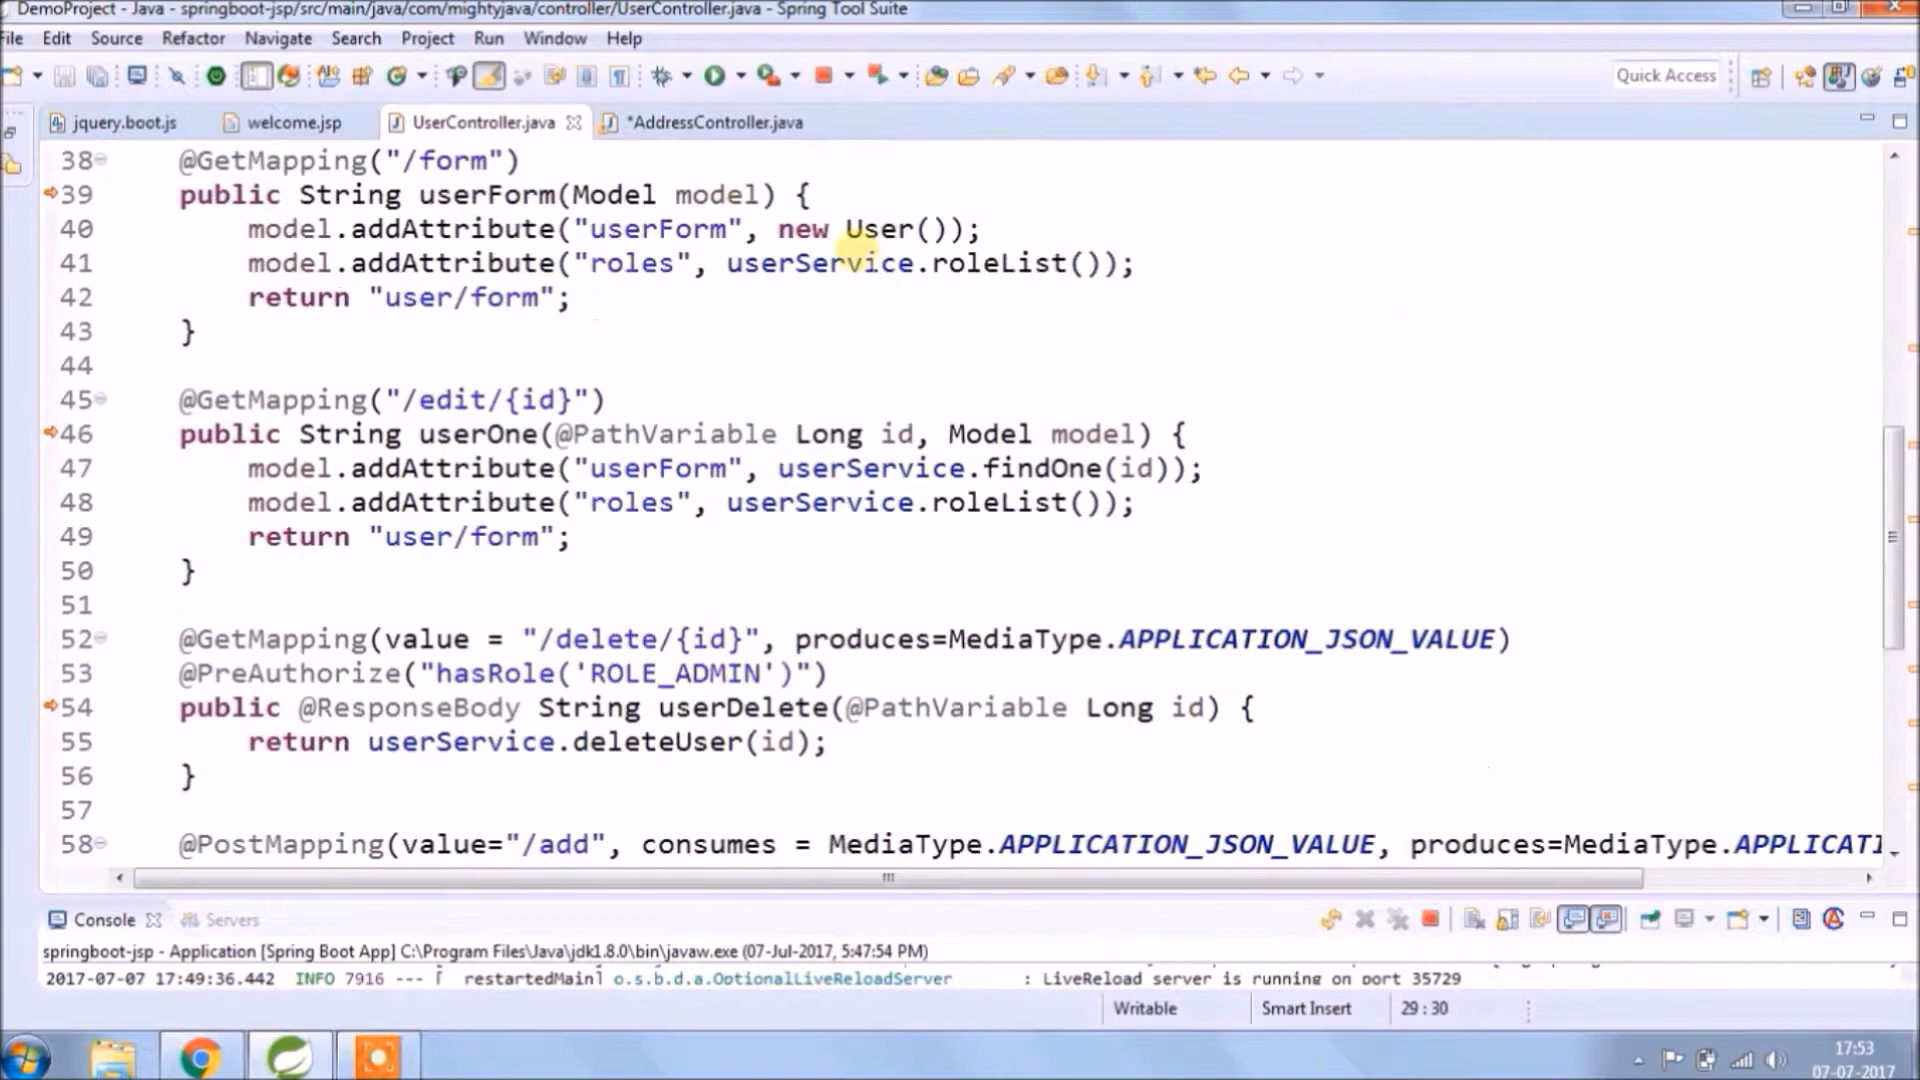 DemoProject - Java - springboot-jsp/src/main/java/com/mightyjava/controller/UserController.java - Spring Tool Suite
File Edit Source Refactor Navigate Search Project Run Window Help
Quick Access
jquery.boot.js welcome.jsp UserController.java *AddressController.java
38 @GetMapping("/form")
39 public String userForm(Model model) {
40 model.addAttribute("userForm", new User());
41 model.addAttribute("roles", userService.roleList());
42 return "user/form";
43 }
44
45 @GetMapping("/edit/{id}")
46 public String userOne(@PathVariable Long id, Model model) {
47 model.addAttribute("userForm", userService.findOne(id));
48 model.addAttribute("roles", userService.roleList());
49 return "user/form";
50 }
51
52 @GetMapping(value = "/delete/{id}", produces=MediaType.APPLICATION_JSON_VALUE)
53 @PreAuthorize("hasRole('ROLE_ADMIN')")
54 public @ResponseBody String userDelete(@PathVariable Long id) {
55 return userService.deleteUser(id);
56 }
57
58 @PostMapping(value="/add", consumes = MediaType.APPLICATION_JSON_VALUE, produces=MediaType.APPLICATI
Console Servers
springboot-jsp - Application [Spring Boot App] C:\Program Files\Java\jdk1.8.0\bin\javaw.exe (07-Jul-2017, 5:47:54 PM)
2017-07-07 17:49:36.442 INFO 7916 --- [ restartedMain] o.s.b.d.a.OptionalLiveReloadServer : LiveReload server is running on port 35729
Writable Smart Insert 29:30
17:53
07-07-2017